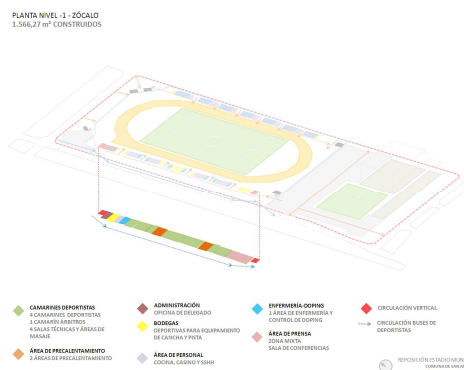 PLANTA NIVEL -1 - ZÓCALO
1.566,27 m² CONSTRUIDOS
CAMARINES DEPORTISTAS
4 CAMARINES DEPORTISTAS
1 CAMARÍN ÁRBITROS
4 SALAS TÉCNICAS Y ÁREAS DE
MASAJE
ÁREA DE PRECALENTAMIENTO
2 ÁREAS DE PRECALENTAMIENTO
ADMINISTRACIÓN
OFICINA DE DELEGADO
BODEGAS
DEPORTIVAS PARA EQUIPAMIENTO
DE CANCHA Y PISTA
ÁREA DE PERSONAL
COCINA, CASINO Y SSHH
ENFERMERÍA-DOPING
1 ÁREA DE ENFERMERÍA Y
CONTROL DE DOPING
ÁREA DE PRENSA
ZONA MIXTA
SALA DE CONFERENCIAS
CIRCULACIÓN VERTICAL
CIRCULACIÓN BUSES DE
DEPORTISTAS
REPOSICIÓN ESTADIO MUN
COMUNA DE SAN A